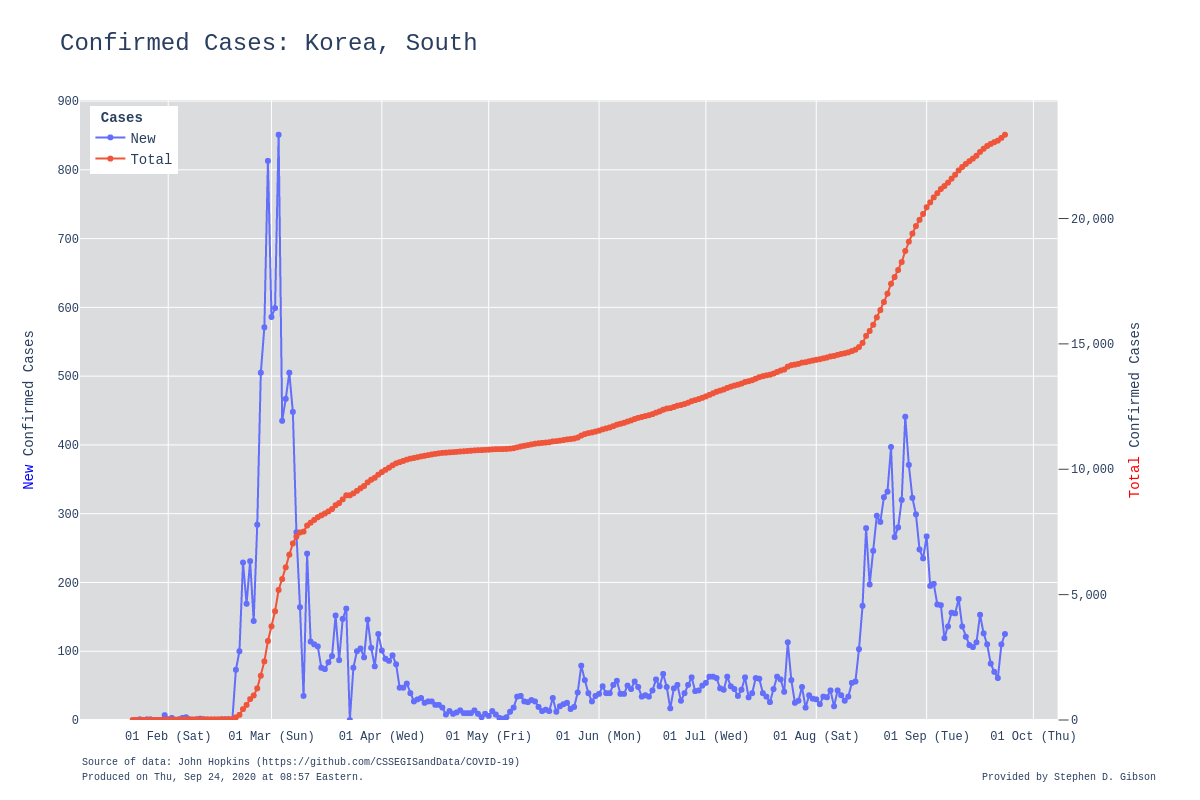 Confirmed Cases: Korea, South
Cases
New
Total
900
800
700
600
500
400
300
200
100
0
New Confirmed Cases
20,000
15,000
10,000
5,000
0
Total Confirmed Cases
01 Feb (Sat) 01 Mar (Sun) 01 Apr (Wed) 01 May (Fri) 01 Jun (Mon) 01 Jul (Wed) 01 Aug (Sat) 01 Sep (Tue) 01 Oct (Thu)
Source of data: John Hopkins (https://github.com/CSSEGISandData/COVID-19)
Produced on Thu, Sep 24, 2020 at 08:57 Eastern.
Provided by Stephen D. Gibson